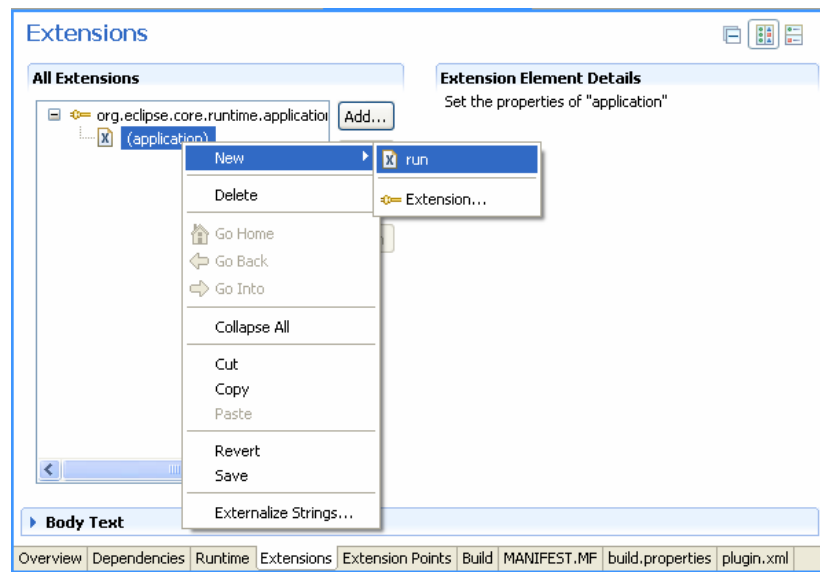 Extensions
All Extensions
Extension Element Details
Set the properties of "application"
org.eclipse.core.runtime.application
Add...
(application)
New
run
Delete
Extension...
Go Home
Go Back
Go Into
Collapse All
Cut
Copy
Paste
Revert
Save
Externalize Strings...
Body Text
Overview Dependencies Runtime Extensions Extension Points Build MANIFEST.MF build.properties plugin.xml